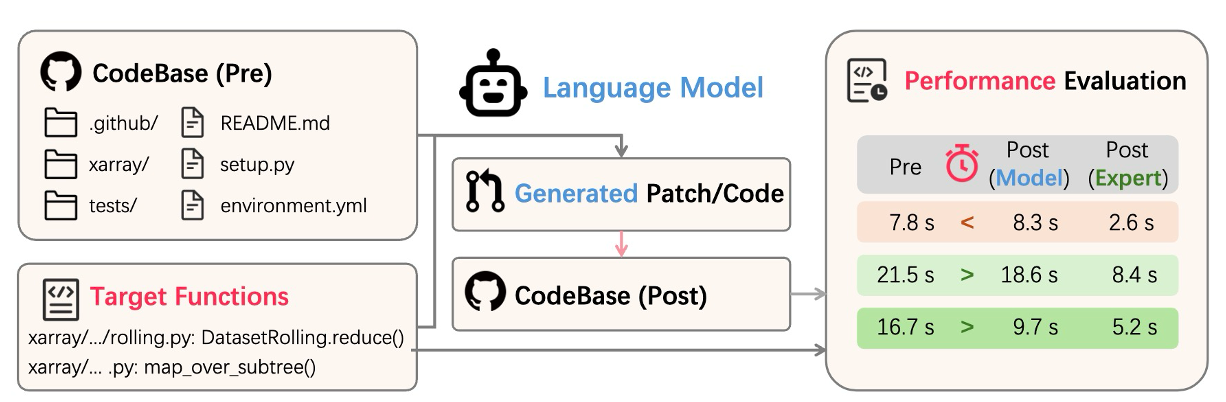 CodeBase (Pre)
.github/ README.md
xarray/ setup.py
tests/ environment.yml
Target Functions
xarray/.../rolling.py: DatasetRolling.reduce()
xarray/... .py: map_over_subtree()
Language Model
Generated Patch/Code
CodeBase (Post)
Performance Evaluation
Pre Post (Model) Post (Expert)
7.8 s < 8.3 s 2.6 s
21.5 s > 18.6 s 8.4 s
16.7 s > 9.7 s 5.2 s